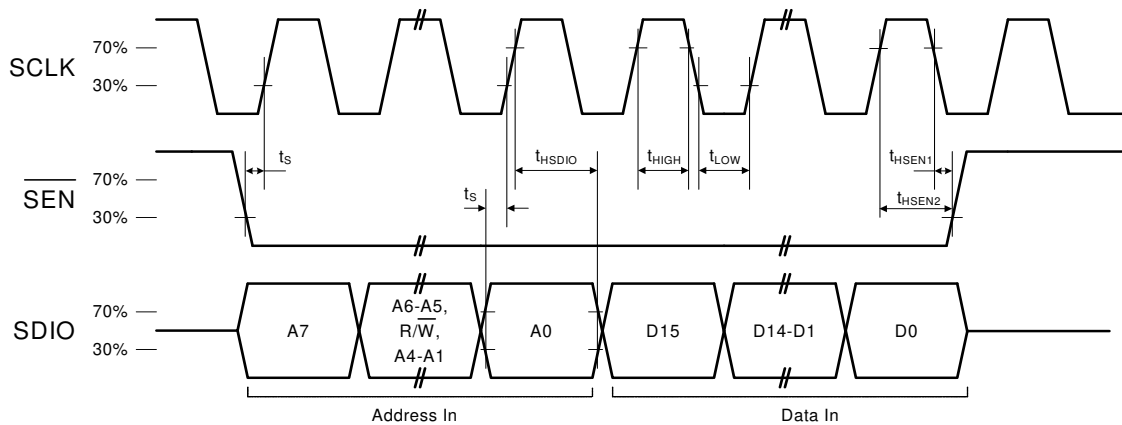 SCLK
70%
30%
tS
tHSDIO
tHIGH
tLOW
tHSEN1
SEN
70%
30%
tS
tHSEN2
SDIO
70%
30%
A7
A6-A5,
R/W,
A4-A1
A0
D15
D14-D1
D0
Address In
Data In